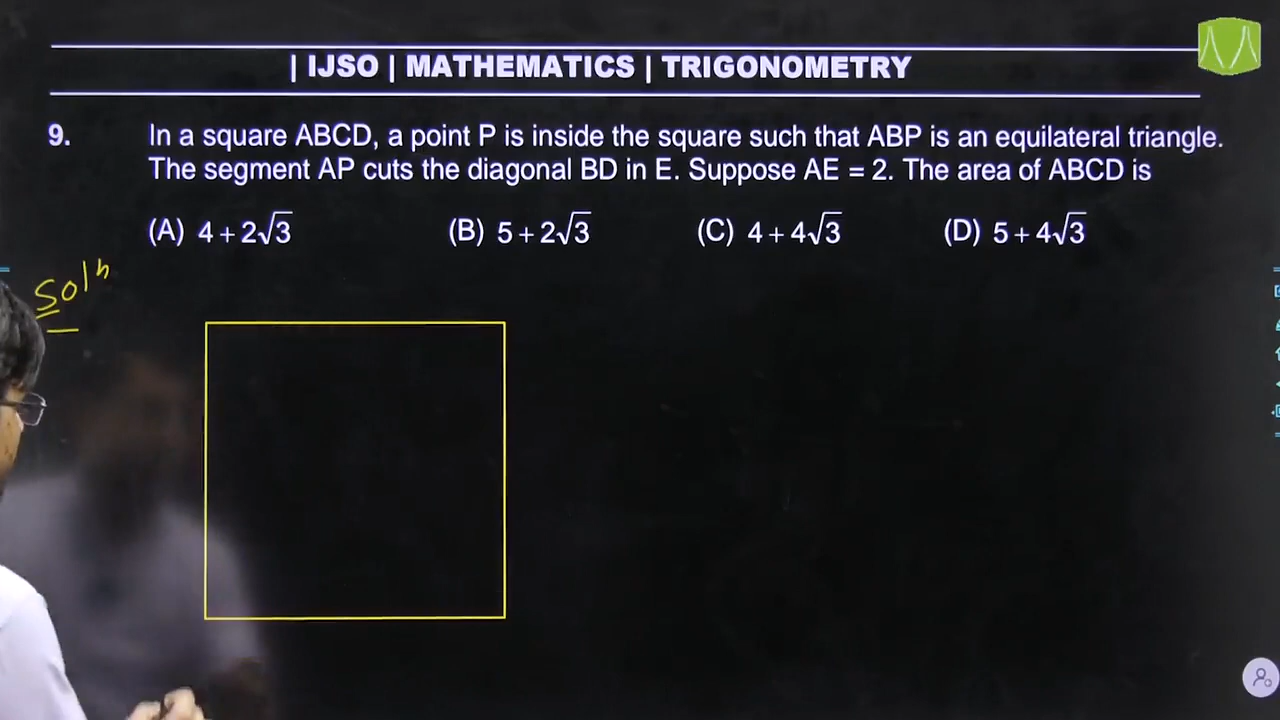 | IJSO | MATHEMATICS | TRIGONOMETRY
9. In a square ABCD, a point P is inside the square such that ABP is an equilateral triangle.
The segment AP cuts the diagonal BD in E. Suppose AE = 2. The area of ABCD is
(A) 4 + 2√3 (B) 5 + 2√3 (C) 4 + 4√3 (D) 5 + 4√3
Solⁿ